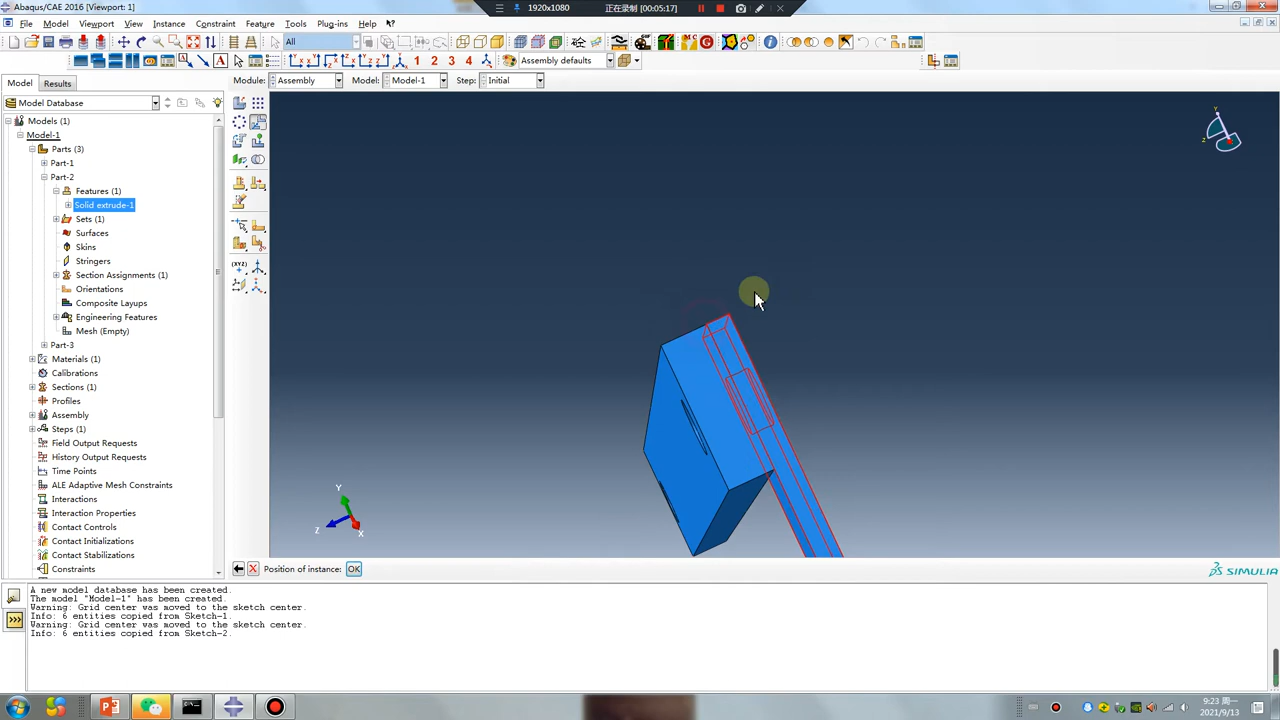 Abaqus/CAE 2016 [Viewport: 1]
1920x1080
正在录制 [00:05:17]
File Model Viewport View Instance Constraint Feature Tools Plug-ins Help
All
1 2 3 4
Assembly defaults
Model Results
Module: Assembly Model: Model-1 Step: Initial
Model Database
Models (1)
Model-1
Parts (3)
Part-1
Part-2
Features (1)
Solid extrude-1
Sets (1)
Surfaces
Skins
Stringers
Section Assignments (1)
Orientations
Composite Layups
Engineering Features
Mesh (Empty)
Part-3
Materials (1)
Calibrations
Sections (1)
Profiles
Assembly
Steps (1)
Field Output Requests
History Output Requests
Time Points
ALE Adaptive Mesh Constraints
Interactions
Interaction Properties
Contact Controls
Contact Initializations
Contact Stabilizations
Constraints
Y
Z
Y
Z
X
Position of instance: OK
SIMULIA
A new model database has been created.
The model "Model-1" has been created.
Warning: Grid center was moved to the sketch center.
Info: 6 entities copied from Sketch-1.
Warning: Grid center was moved to the sketch center.
Info: 6 entities copied from Sketch-2.
9:23 周一
2021/9/13